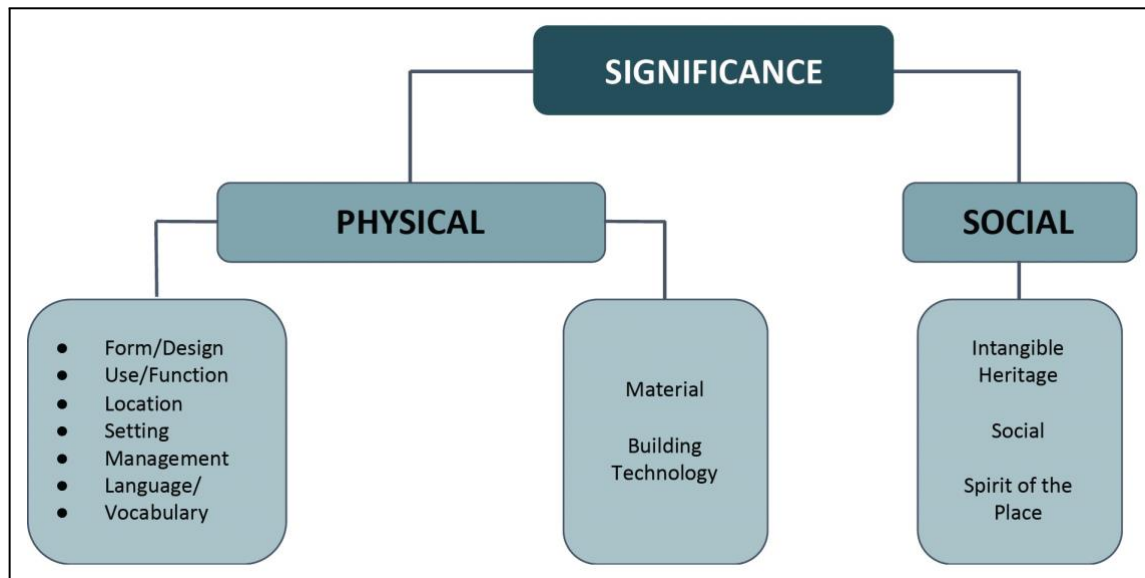 SIGNIFICANCE
PHYSICAL
SOCIAL
● Form/Design
● Use/Function
● Location
● Setting
● Management
● Language/
● Vocabulary
Material
Building
Technology
Intangible
Heritage
Social
Spirit of the
Place